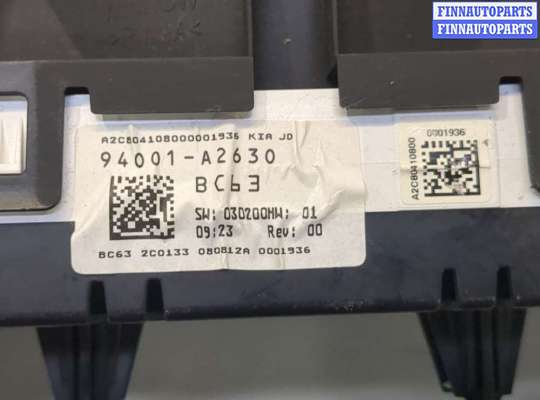 FINNAUTOPARTS
FINNAUTOPARTS
A2C8041080000001936 KIA JD
94001-A2630
BC63
SW: 030200HW: 01
09:23 Rev: 00
BC63 2C0133 080812A 0001936
0001936
A2C80410800